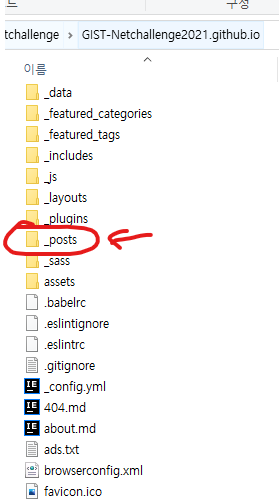 구성
tchallenge > GIST-Netchallenge2021.github.io
이름
_data
_featured_categories
_featured_tags
_includes
_js
_layouts
_plugins
_posts
_sass
assets
.babelrc
.eslintignore
.eslintrc
.gitignore
_config.yml
404.md
about.md
ads.txt
browserconfig.xml
favicon.ico